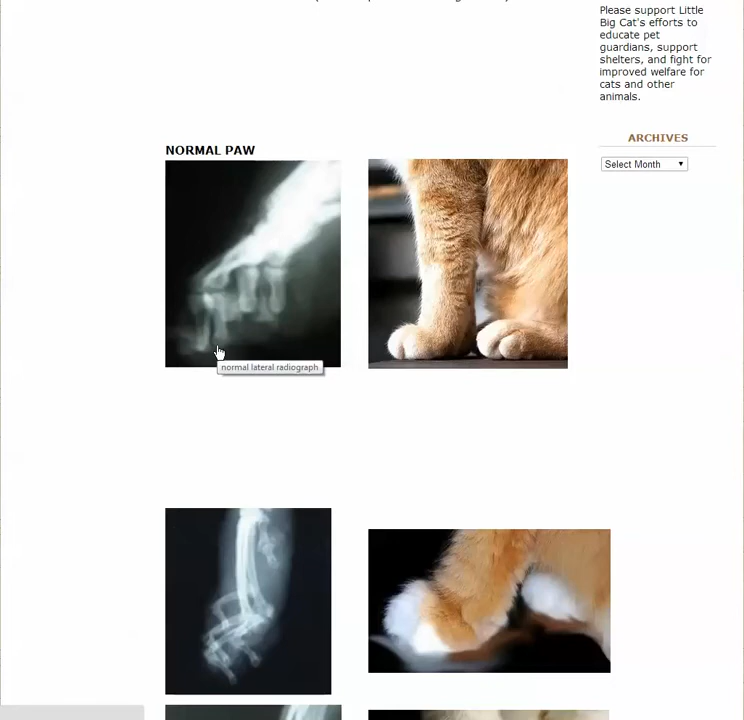 Please support Little
Big Cat's efforts to
educate pet
guardians, support
shelters, and fight for
improved welfare for
cats and other
animals.
ARCHIVES
Select Month
NORMAL PAW
normal lateral radiograph